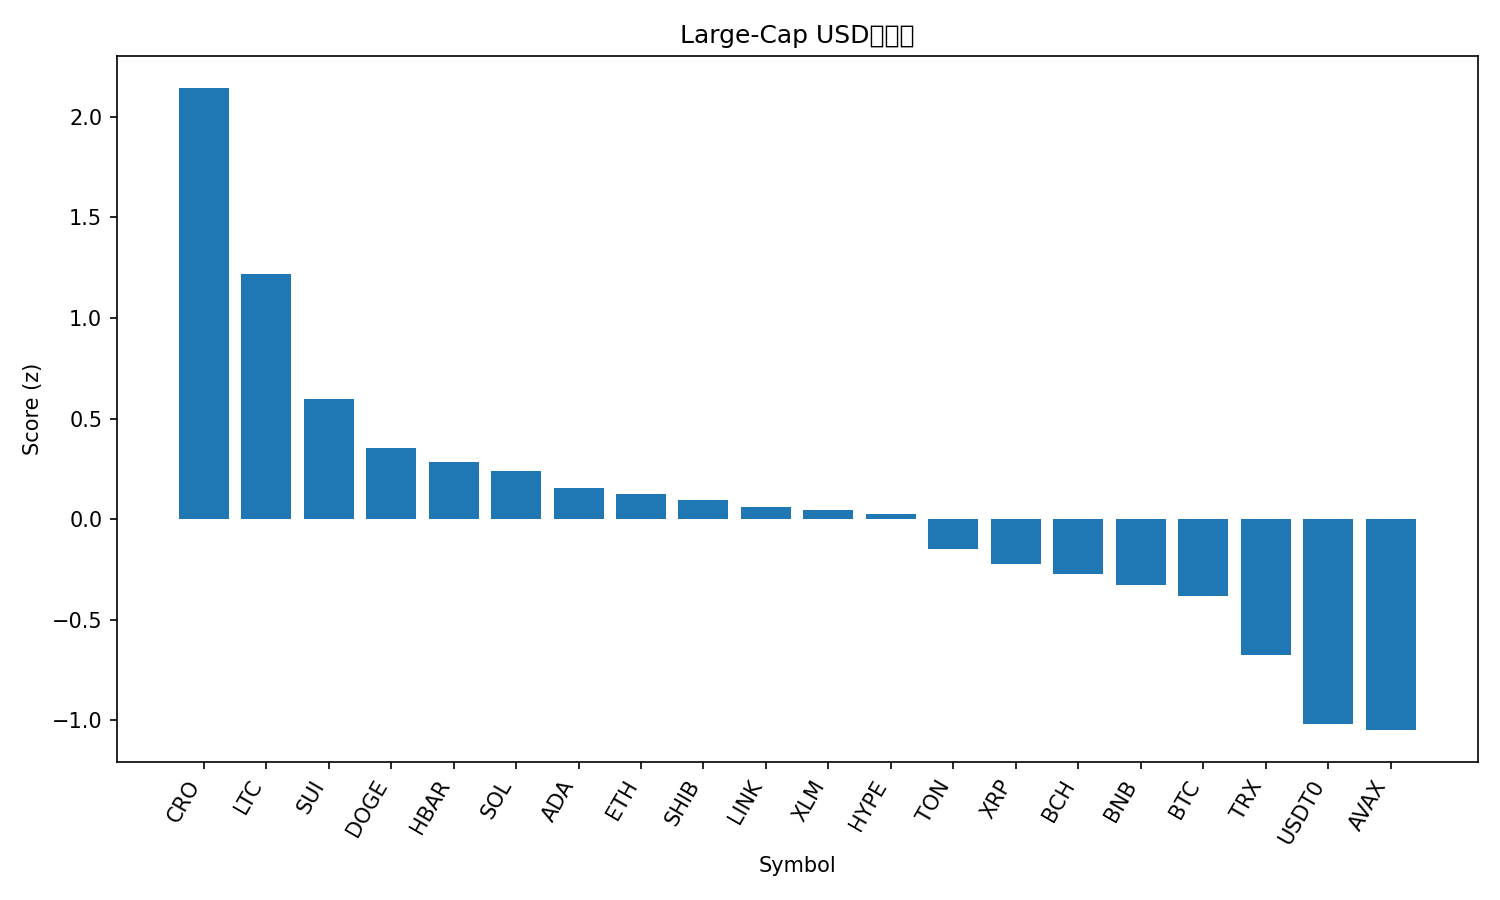 Large-Cap USD
2.0
1.5
1.0
0.5
0.0
−0.5
−1.0
Score (z)
CRO
LTC
SUI
DOGE
HBAR
SOL
ADA
ETH
SHIB
LINK
XLM
HYPE
TON
XRP
BCH
BNB
BTC
TRX
USDT0
AVAX
Symbol